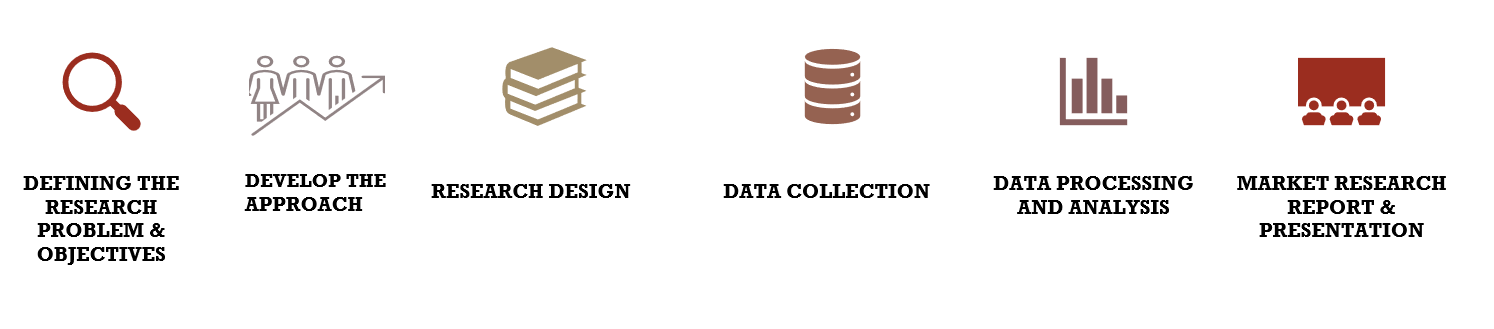 DEFINING THE
RESEARCH
PROBLEM &
OBJECTIVES
DEVELOP THE
APPROACH
RESEARCH DESIGN
DATA COLLECTION
DATA PROCESSING
AND ANALYSIS
MARKET RESEARCH
REPORT &
PRESENTATION